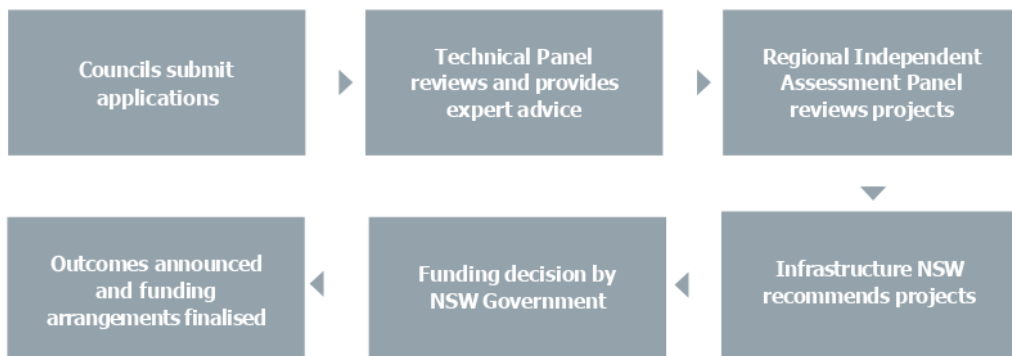 Councils submit
applications
Technical Panel
reviews and provides
expert advice
Regional Independent
Assessment Panel
reviews projects
Infrastructure NSW
recommends projects
Funding decision by
NSW Government
Outcomes announced
and funding
arrangements finalised